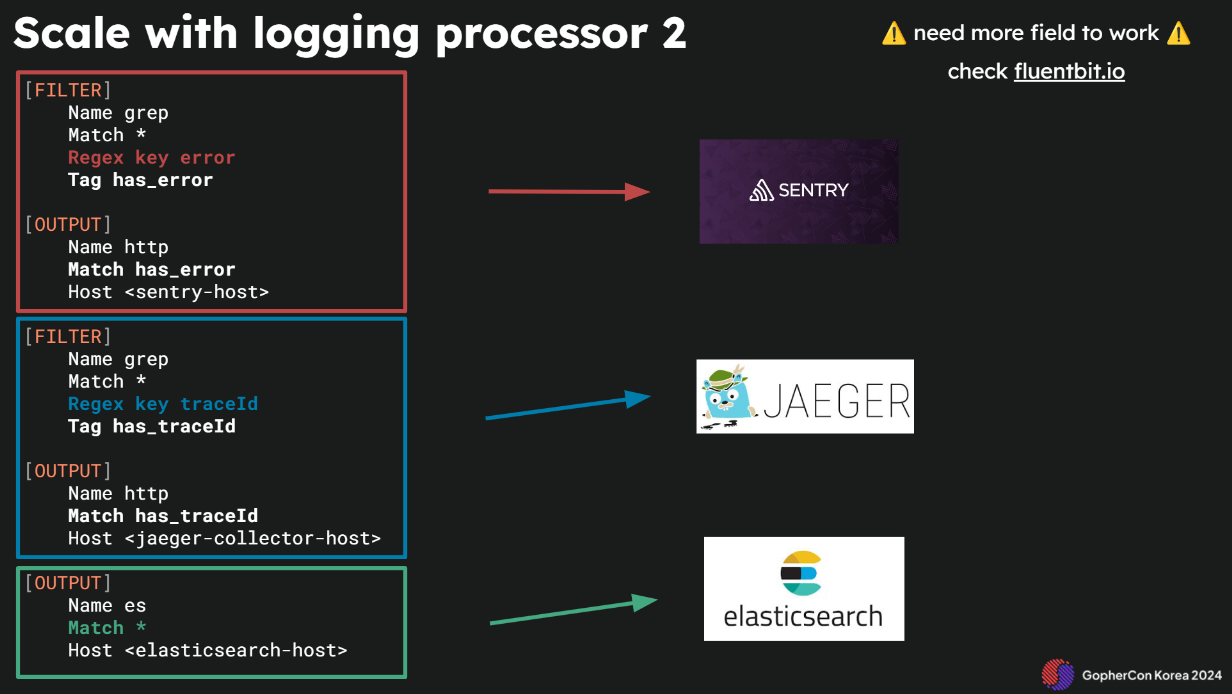 Scale with logging processor 2
⚠️ need more field to work ⚠️
check fluentbit.io
[FILTER]
    Name grep
    Match *
    Regex key error
    Tag has_error
[OUTPUT]
    Name http
    Match has_error
    Host <sentry-host>
SENTRY
[FILTER]
    Name grep
    Match *
    Regex key traceId
    Tag has_traceId
[OUTPUT]
    Name http
    Match has_traceId
    Host <jaeger-collector-host>
JAEGER
[OUTPUT]
    Name es
    Match *
    Host <elasticsearch-host>
elasticsearch
GopherCon Korea 2024